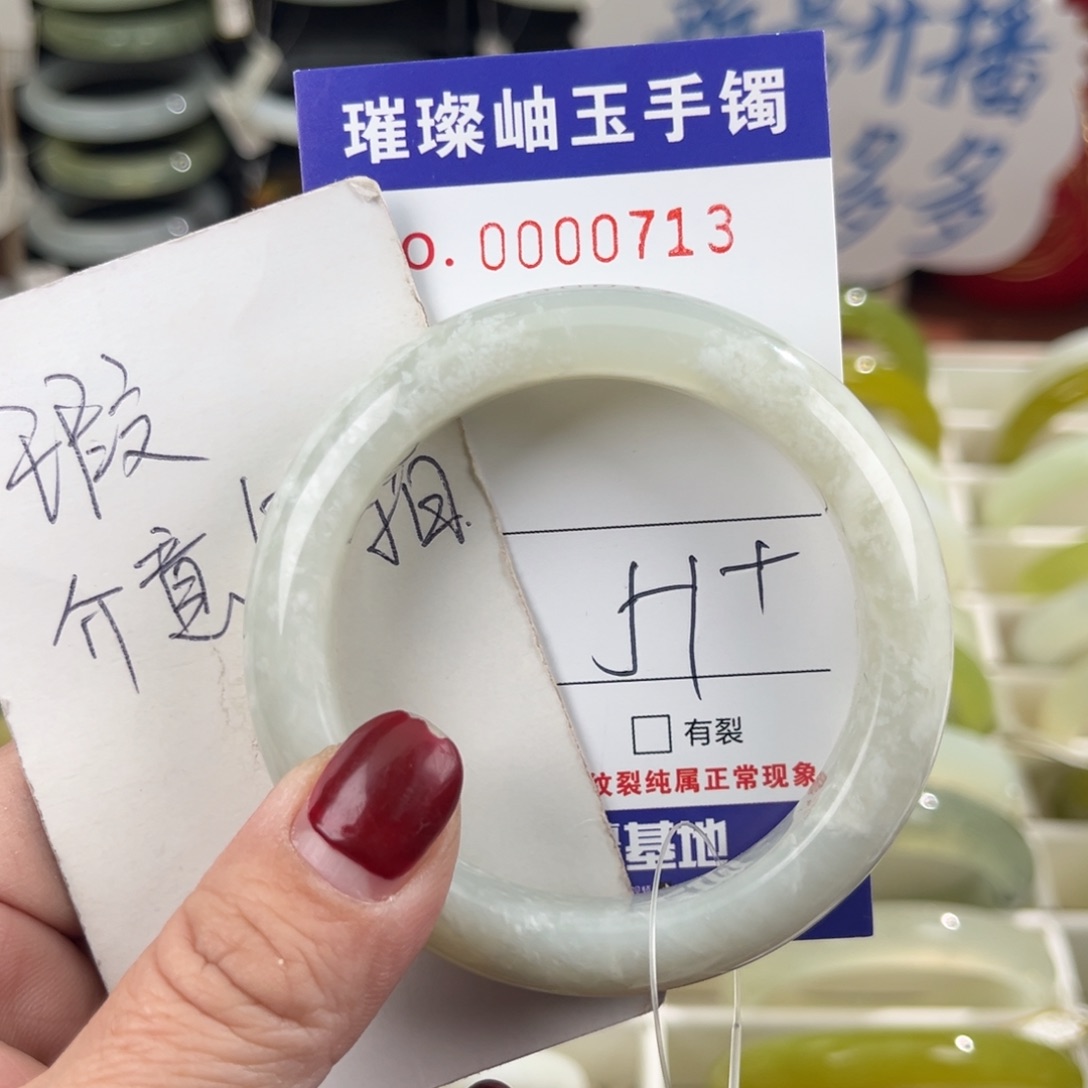 璀璨岫玉手镯
o. 0000713
瑕
介意 拍
H+
有裂
纹裂纯属正常现象
基地